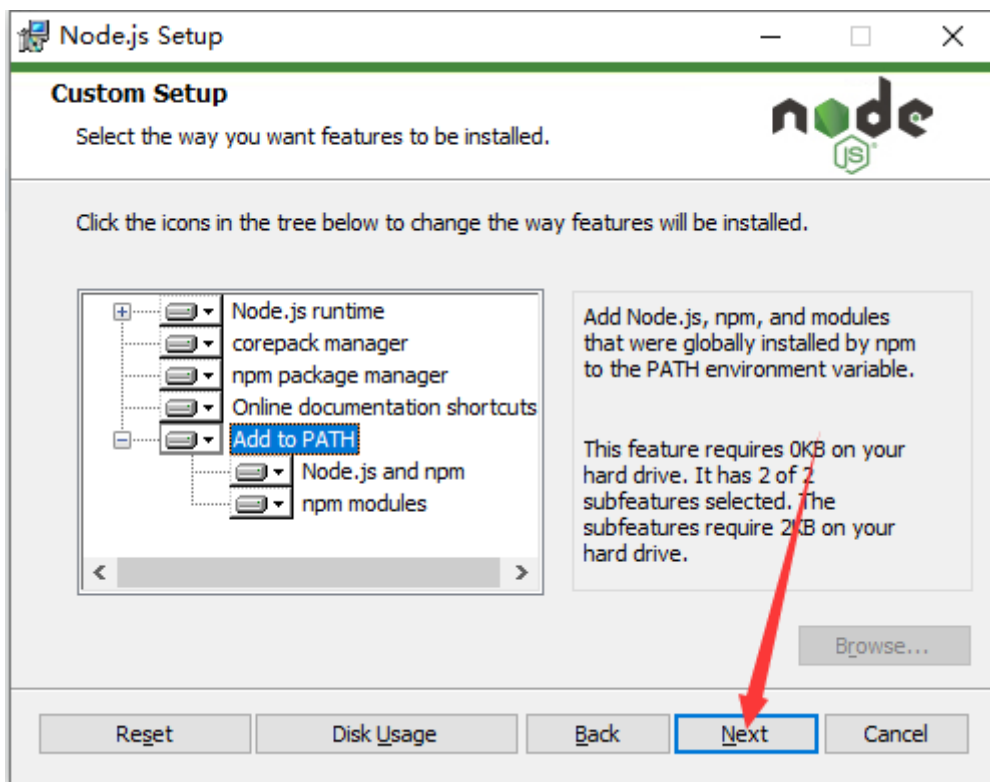 Node.js Setup
Custom Setup
Select the way you want features to be installed.
node
JS
Click the icons in the tree below to change the way features will be installed.
Node.js runtime
corepack manager
npm package manager
Online documentation shortcuts
Add to PATH
Node.js and npm
npm modules
Add Node.js, npm, and modules
that were globally installed by npm
to the PATH environment variable.
This feature requires 0KB on your
hard drive. It has 2 of 2
subfeatures selected. The
subfeatures require 2KB on your
hard drive.
Browse...
Reset Disk Usage Back Next Cancel